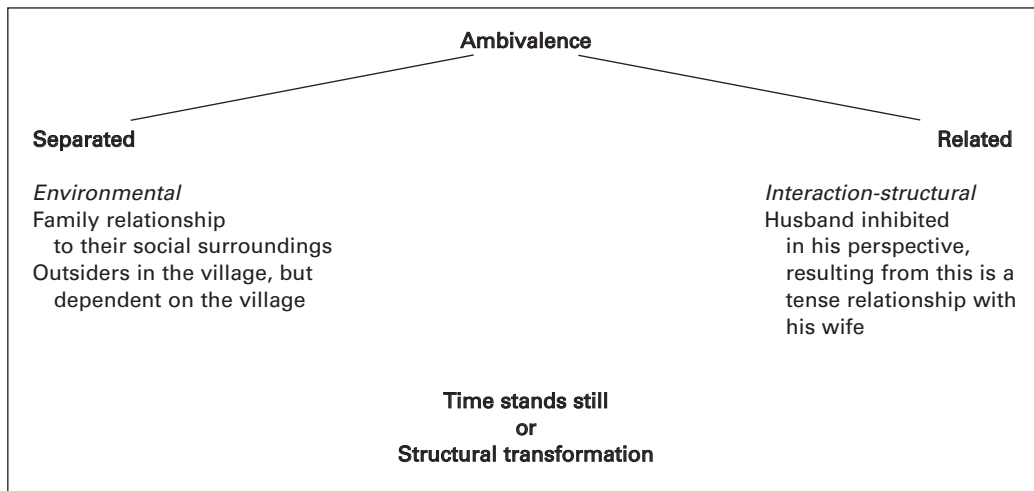 Ambivalence
Separated
Related
Environmental
Family relationship
to their social surroundings
Outsiders in the village, but
dependent on the village
Interaction-structural
Husband inhibited
in his perspective,
resulting from this is a
tense relationship with
his wife
Time stands still
or
Structural transformation